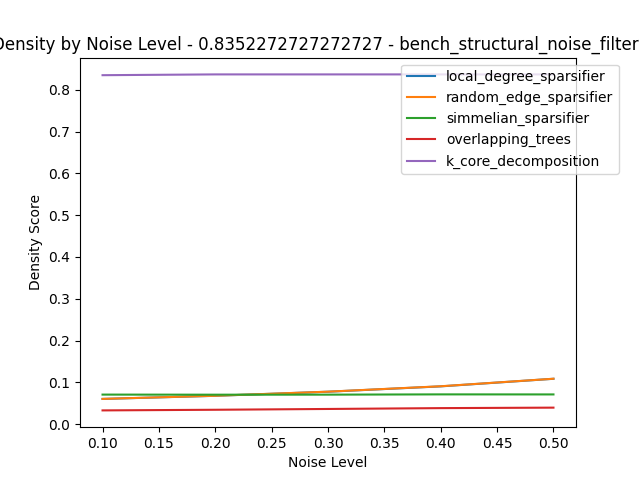 Density by Noise Level - 0.8352272727272727 - bench_structural_noise_filter
local_degree_sparsifier
random_edge_sparsifier
simmelian_sparsifier
overlapping_trees
k_core_decomposition
0.8
0.7
0.6
0.5
0.4
0.3
0.2
0.1
0.0
Density Score
0.10 0.15 0.20 0.25 0.30 0.35 0.40 0.45 0.50
Noise Level